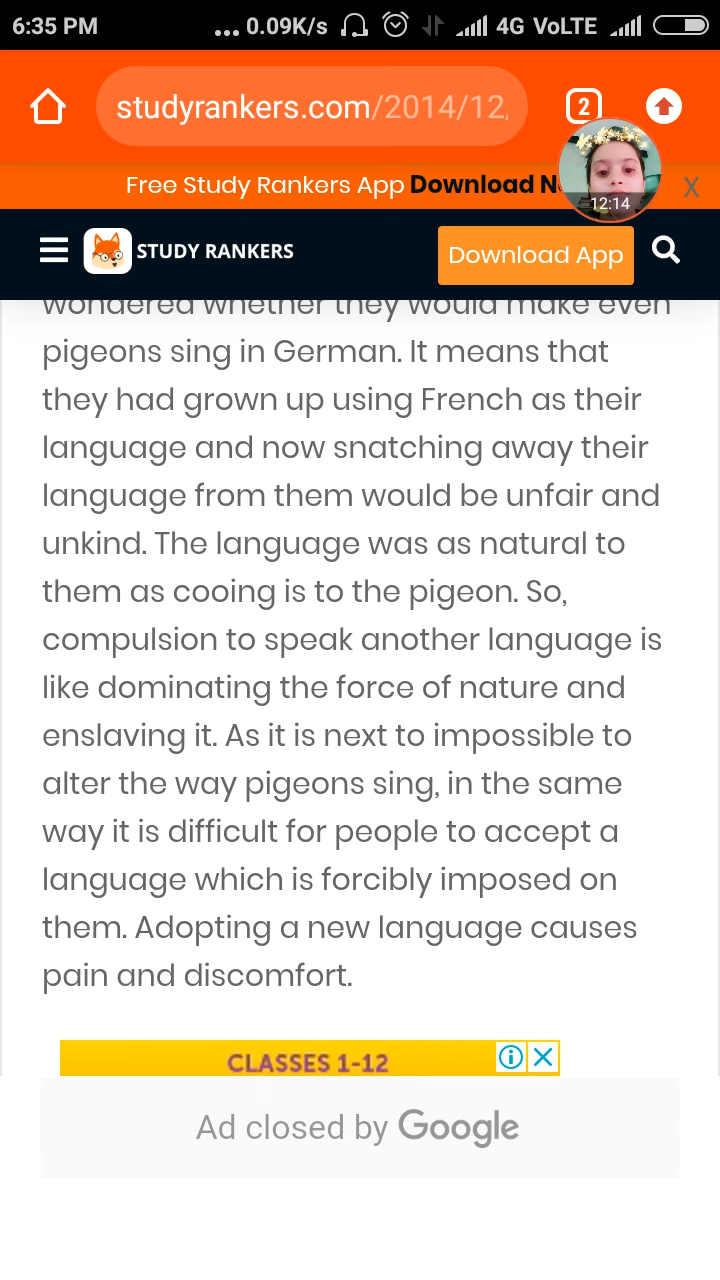 6:35 PM ... 0.09K/s 4G VoLTE
studyrankers.com/2014/12/
2
Free Study Rankers App Download N
X
12:14
STUDY RANKERS
Download App
wondered whether they would make even
pigeons sing in German. It means that
they had grown up using French as their
language and now snatching away their
language from them would be unfair and
unkind. The language was as natural to
them as cooing is to the pigeon. So,
compulsion to speak another language is
like dominating the force of nature and
enslaving it. As it is next to impossible to
alter the way pigeons sing, in the same
way it is difficult for people to accept a
language which is forcibly imposed on
them. Adopting a new language causes
pain and discomfort.
CLASSES 1-12
Ad closed by Google